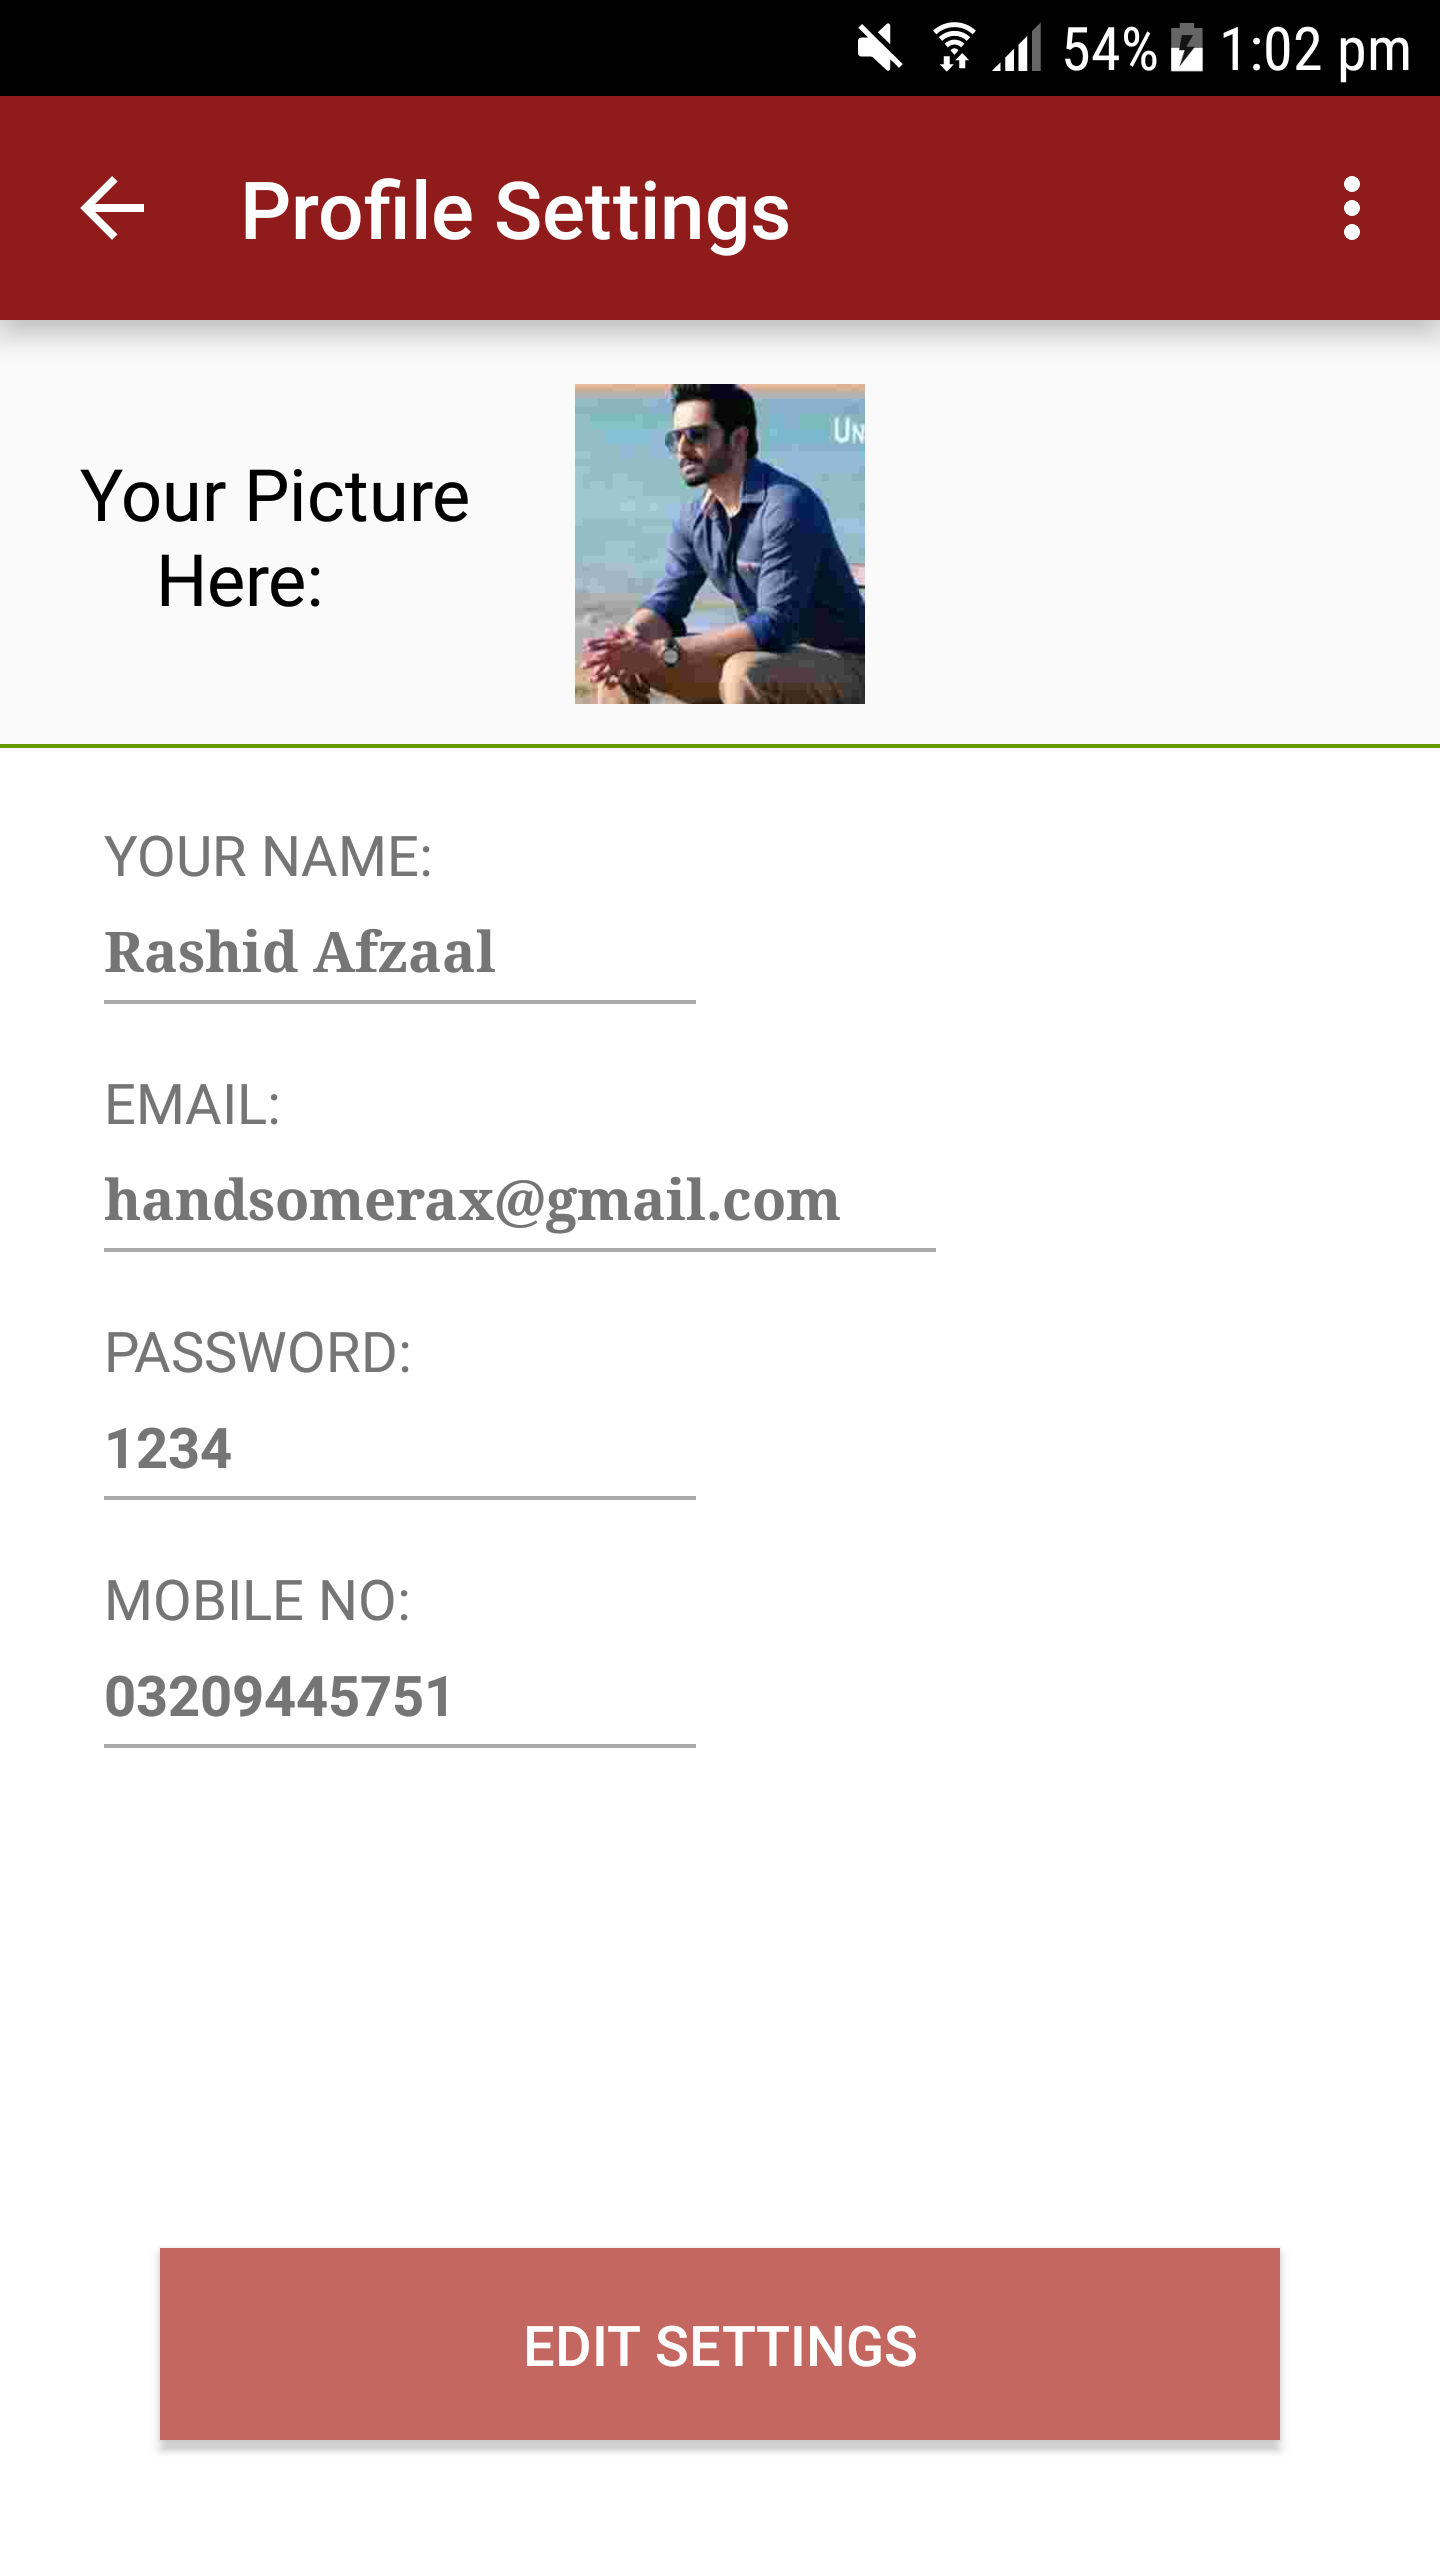 54% 1:02 pm
Profile Settings
Your Picture
Here:
UN
YOUR NAME:
Rashid Afzaal
EMAIL:
handsomerax@gmail.com
PASSWORD:
1234
MOBILE NO:
03209445751
EDIT SETTINGS